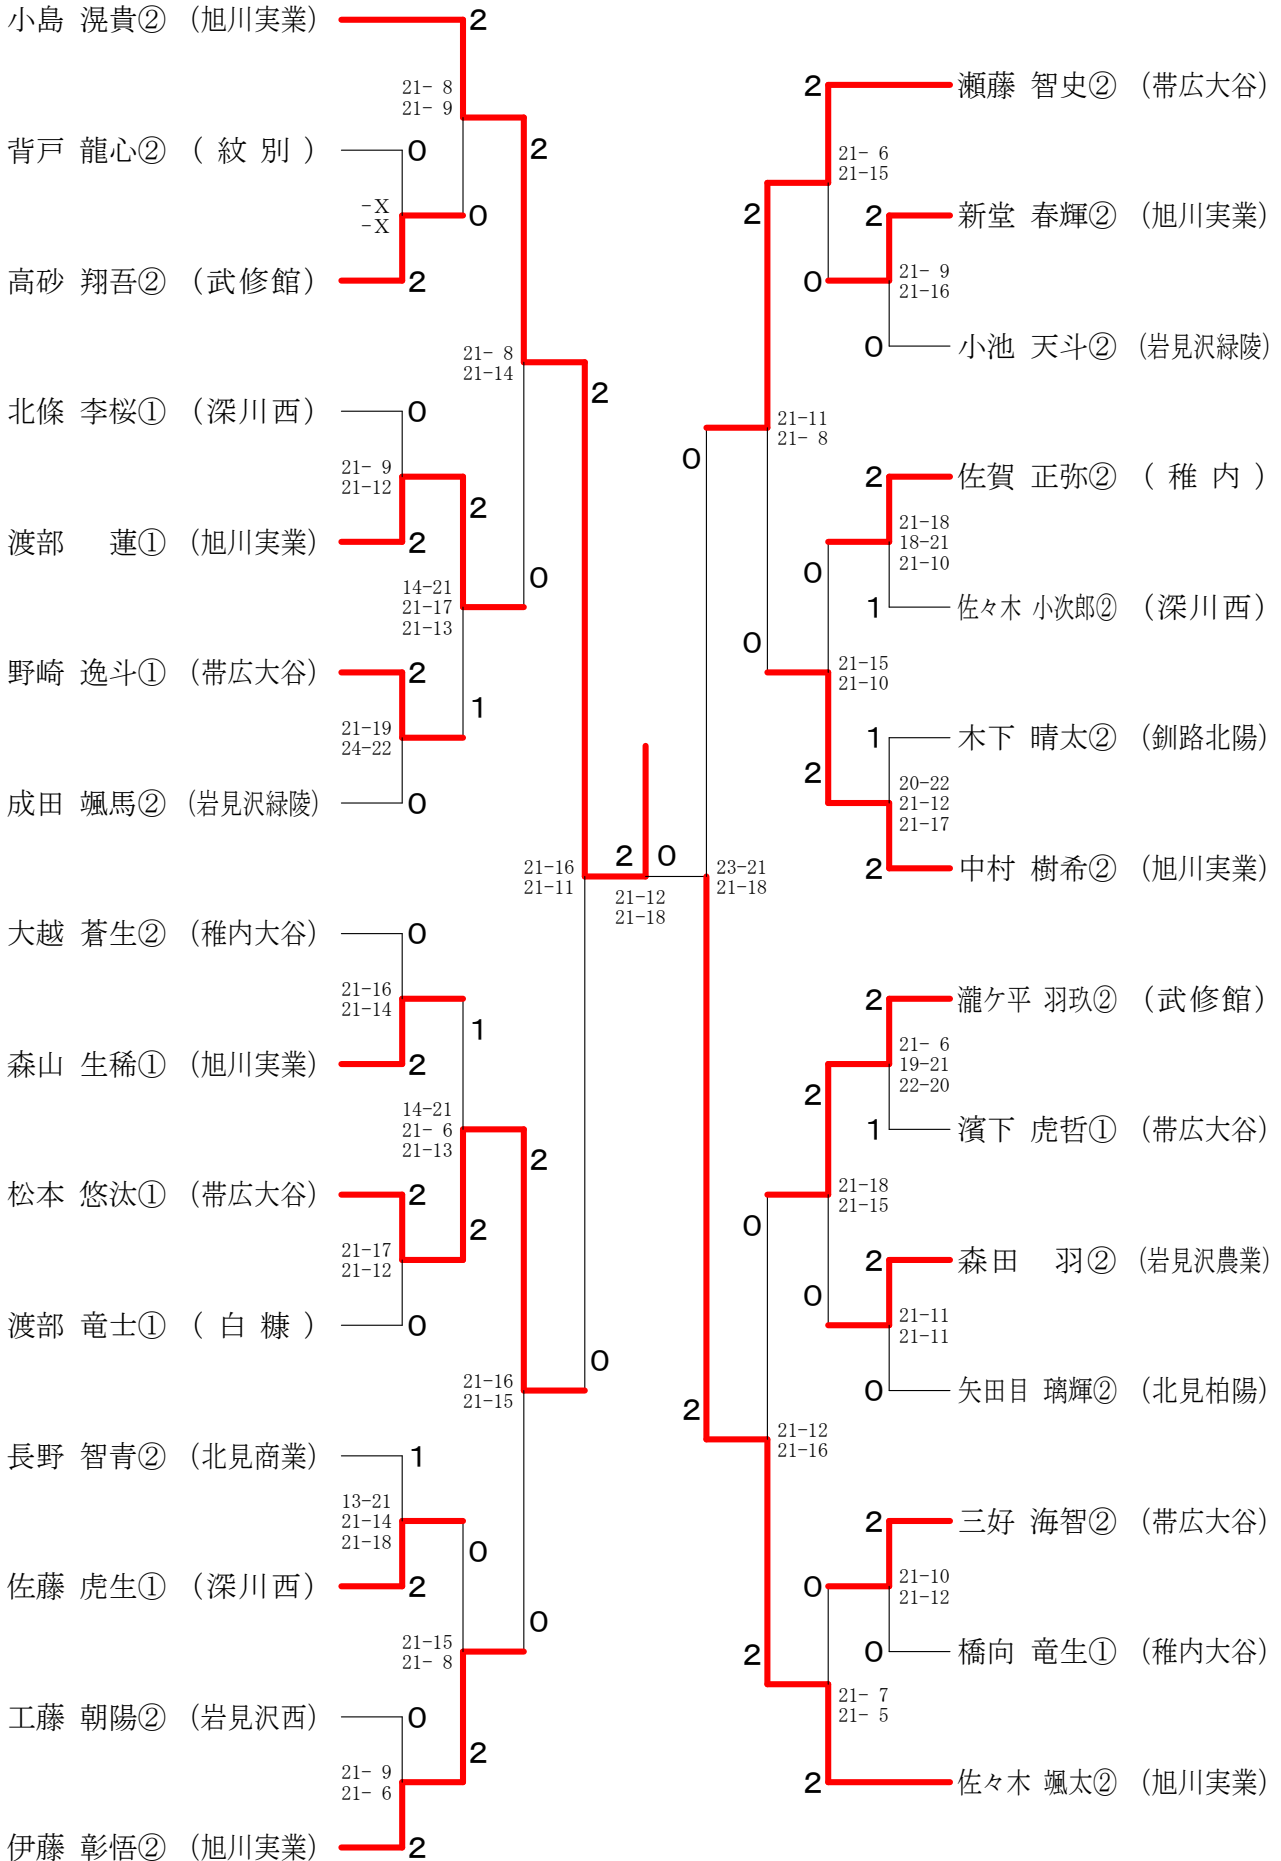 小島 滉貴② (旭川実業) 2
21- 8
21- 9
背戸 龍心② ( 紋 別 ) 0
2
-X
-X
0
高砂 翔吾② (武修館) 2
21- 8
21-14
2
北條 李桜① (深川西) 0
21- 9
21-12
2
渡部 蓮① (旭川実業) 2
0
14-21
21-17
21-13
野崎 逸斗① (帯広大谷) 2
1
21-19
24-22
成田 颯馬② (岩見沢緑陵) 0
21-16
21-11
2 0
21-12
21-18
大越 蒼生② (稚内大谷) 0
21-16
21-14
1
森山 生稀① (旭川実業) 2
14-21
21- 6
21-13
2
松本 悠汰① (帯広大谷) 2
2
21-17
21-12
渡部 竜士① ( 白 糠 ) 0
0
21-16
21-15
長野 智青② (北見商業) 1
13-21
21-14
21-18
0
佐藤 虎生① (深川西) 2
0
21-15
21- 8
工藤 朝陽② (岩見沢西) 0
2
21- 9
21- 6
伊藤 彰悟② (旭川実業) 2
2 瀬藤 智史② (帯広大谷)
21- 6
21-15
2
2 新堂 春輝② (旭川実業)
0
21- 9
21-16
0 小池 天斗② (岩見沢緑陵)
21-11
21- 8
0
2 佐賀 正弥② ( 稚 内 )
21-18
18-21
21-10
0
1 佐々木 小次郎② (深川西)
0
21-15
21-10
1 木下 晴太② (釧路北陽)
2
20-22
21-12
21-17
2 中村 樹希② (旭川実業)
23-21
21-18
2 瀧ケ平 羽玖② (武修館)
21- 6
19-21
22-20
2
1 濱下 虎哲① (帯広大谷)
21-18
21-15
0
2 森田 羽② (岩見沢農業)
0
21-11
21-11
0 矢田目 璃輝② (北見柏陽)
2
21-12
21-16
2 三好 海智② (帯広大谷)
0
21-10
21-12
0 橋向 竜生① (稚内大谷)
2
21- 7
21- 5
2 佐々木 颯太② (旭川実業)